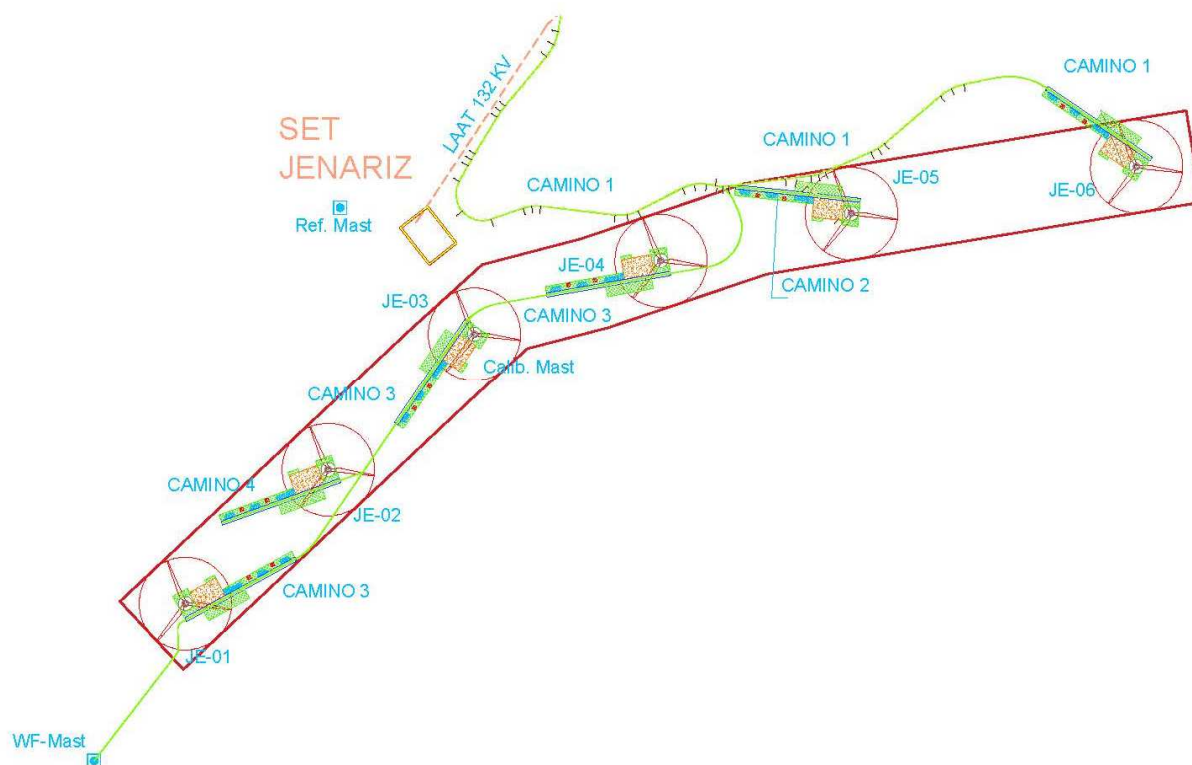 CAMINO 1
LAAT 132 KV
SET
JENARIZ
CAMINO 1
CAMINO 1
JE-05
JE-06
Ref. Mast
JE-04
CAMINO 2
JE-03
CAMINO 3
Calib. Mast
CAMINO 3
CAMINO 4
JE-02
CAMINO 3
JE-01
WF-Mast